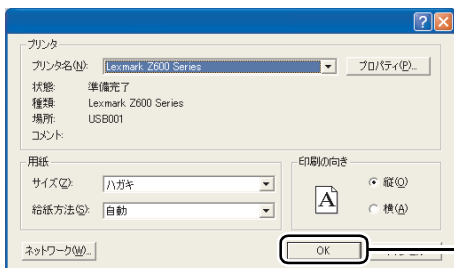 プリンタ
プリンタ名(N): Lexmark Z600 Series プロパティ(P)...
状態: 準備完了
種類: Lexmark Z600 Series
場所: USB001
コメント:
用紙
サイズ(Z): ハガキ
給紙方法(S): 自動
印刷の向き
A
縦(O)
横(A)
ネットワーク(W)...
OK